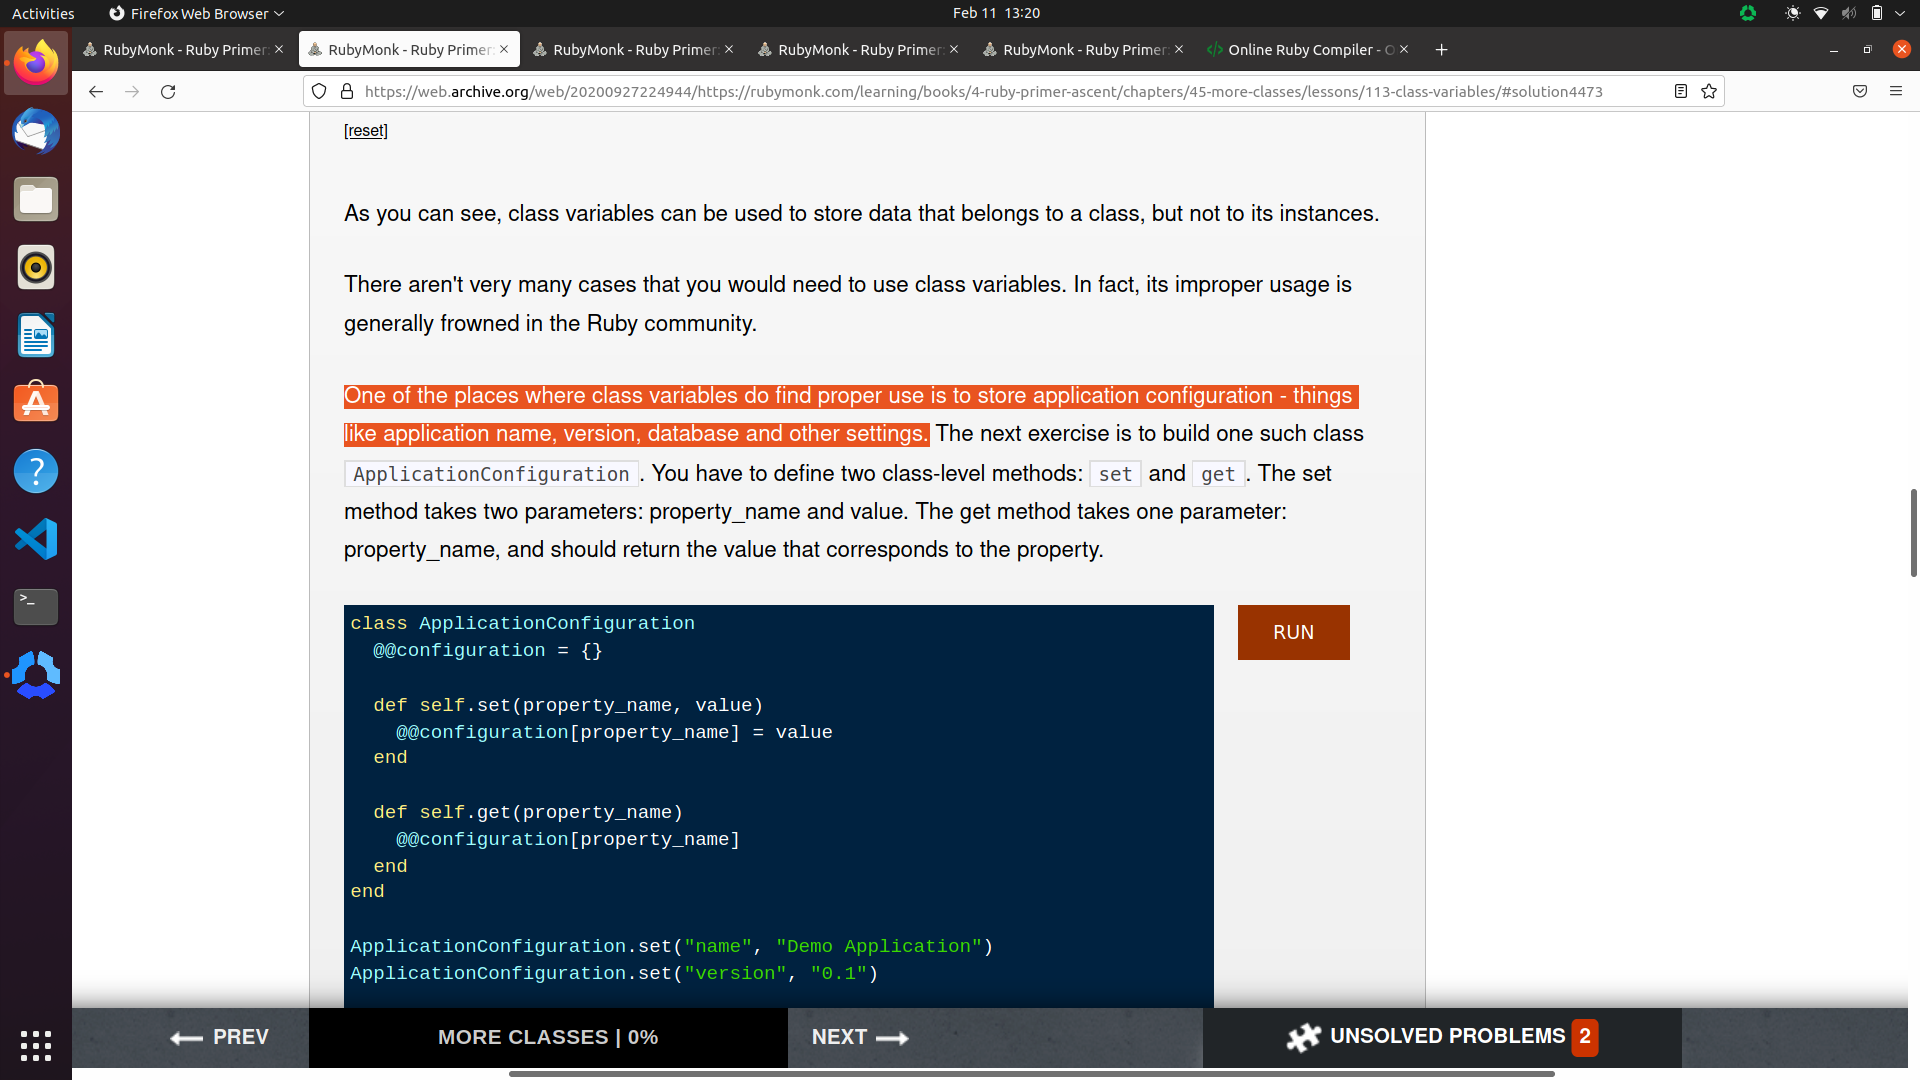 Activities
Firefox Web Browser
Feb 11 13:20
RubyMonk - Ruby Primer:
RubyMonk - Ruby Primer:
RubyMonk - Ruby Primer:
RubyMonk - Ruby Primer:
RubyMonk - Ruby Primer:
Online Ruby Compiler - O
https://web.archive.org/web/20200927224944/https://rubymonk.com/learning/books/4-ruby-primer-ascent/chapters/45-more-classes/lessons/113-class-variables/#solution4473
[reset]
As you can see, class variables can be used to store data that belongs to a class, but not to its instances.
There aren't very many cases that you would need to use class variables. In fact, its improper usage is
generally frowned in the Ruby community.
One of the places where class variables do find proper use is to store application configuration - things
like application name, version, database and other settings. The next exercise is to build one such class
ApplicationConfiguration. You have to define two class-level methods: set and get. The set
method takes two parameters: property_name and value. The get method takes one parameter:
property_name, and should return the value that corresponds to the property.
class ApplicationConfiguration
  @@configuration = {}
  def self.set(property_name, value)
    @@configuration[property_name] = value
  end
  def self.get(property_name)
    @@configuration[property_name]
  end
end
ApplicationConfiguration.set("name", "Demo Application")
ApplicationConfiguration.set("version", "0.1")
RUN
PREV
MORE CLASSES | 0%
NEXT
UNSOLVED PROBLEMS 2